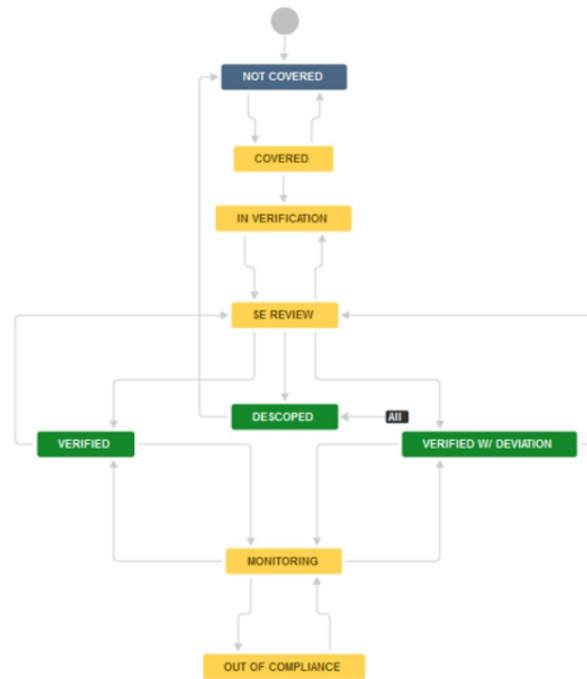 NOT COVERED
COVERED
IN VERIFICATION
SE REVIEW
DESCOPED
All
VERIFIED
VERIFIED W/ DEVIATION
MONITORING
OUT OF COMPLIANCE